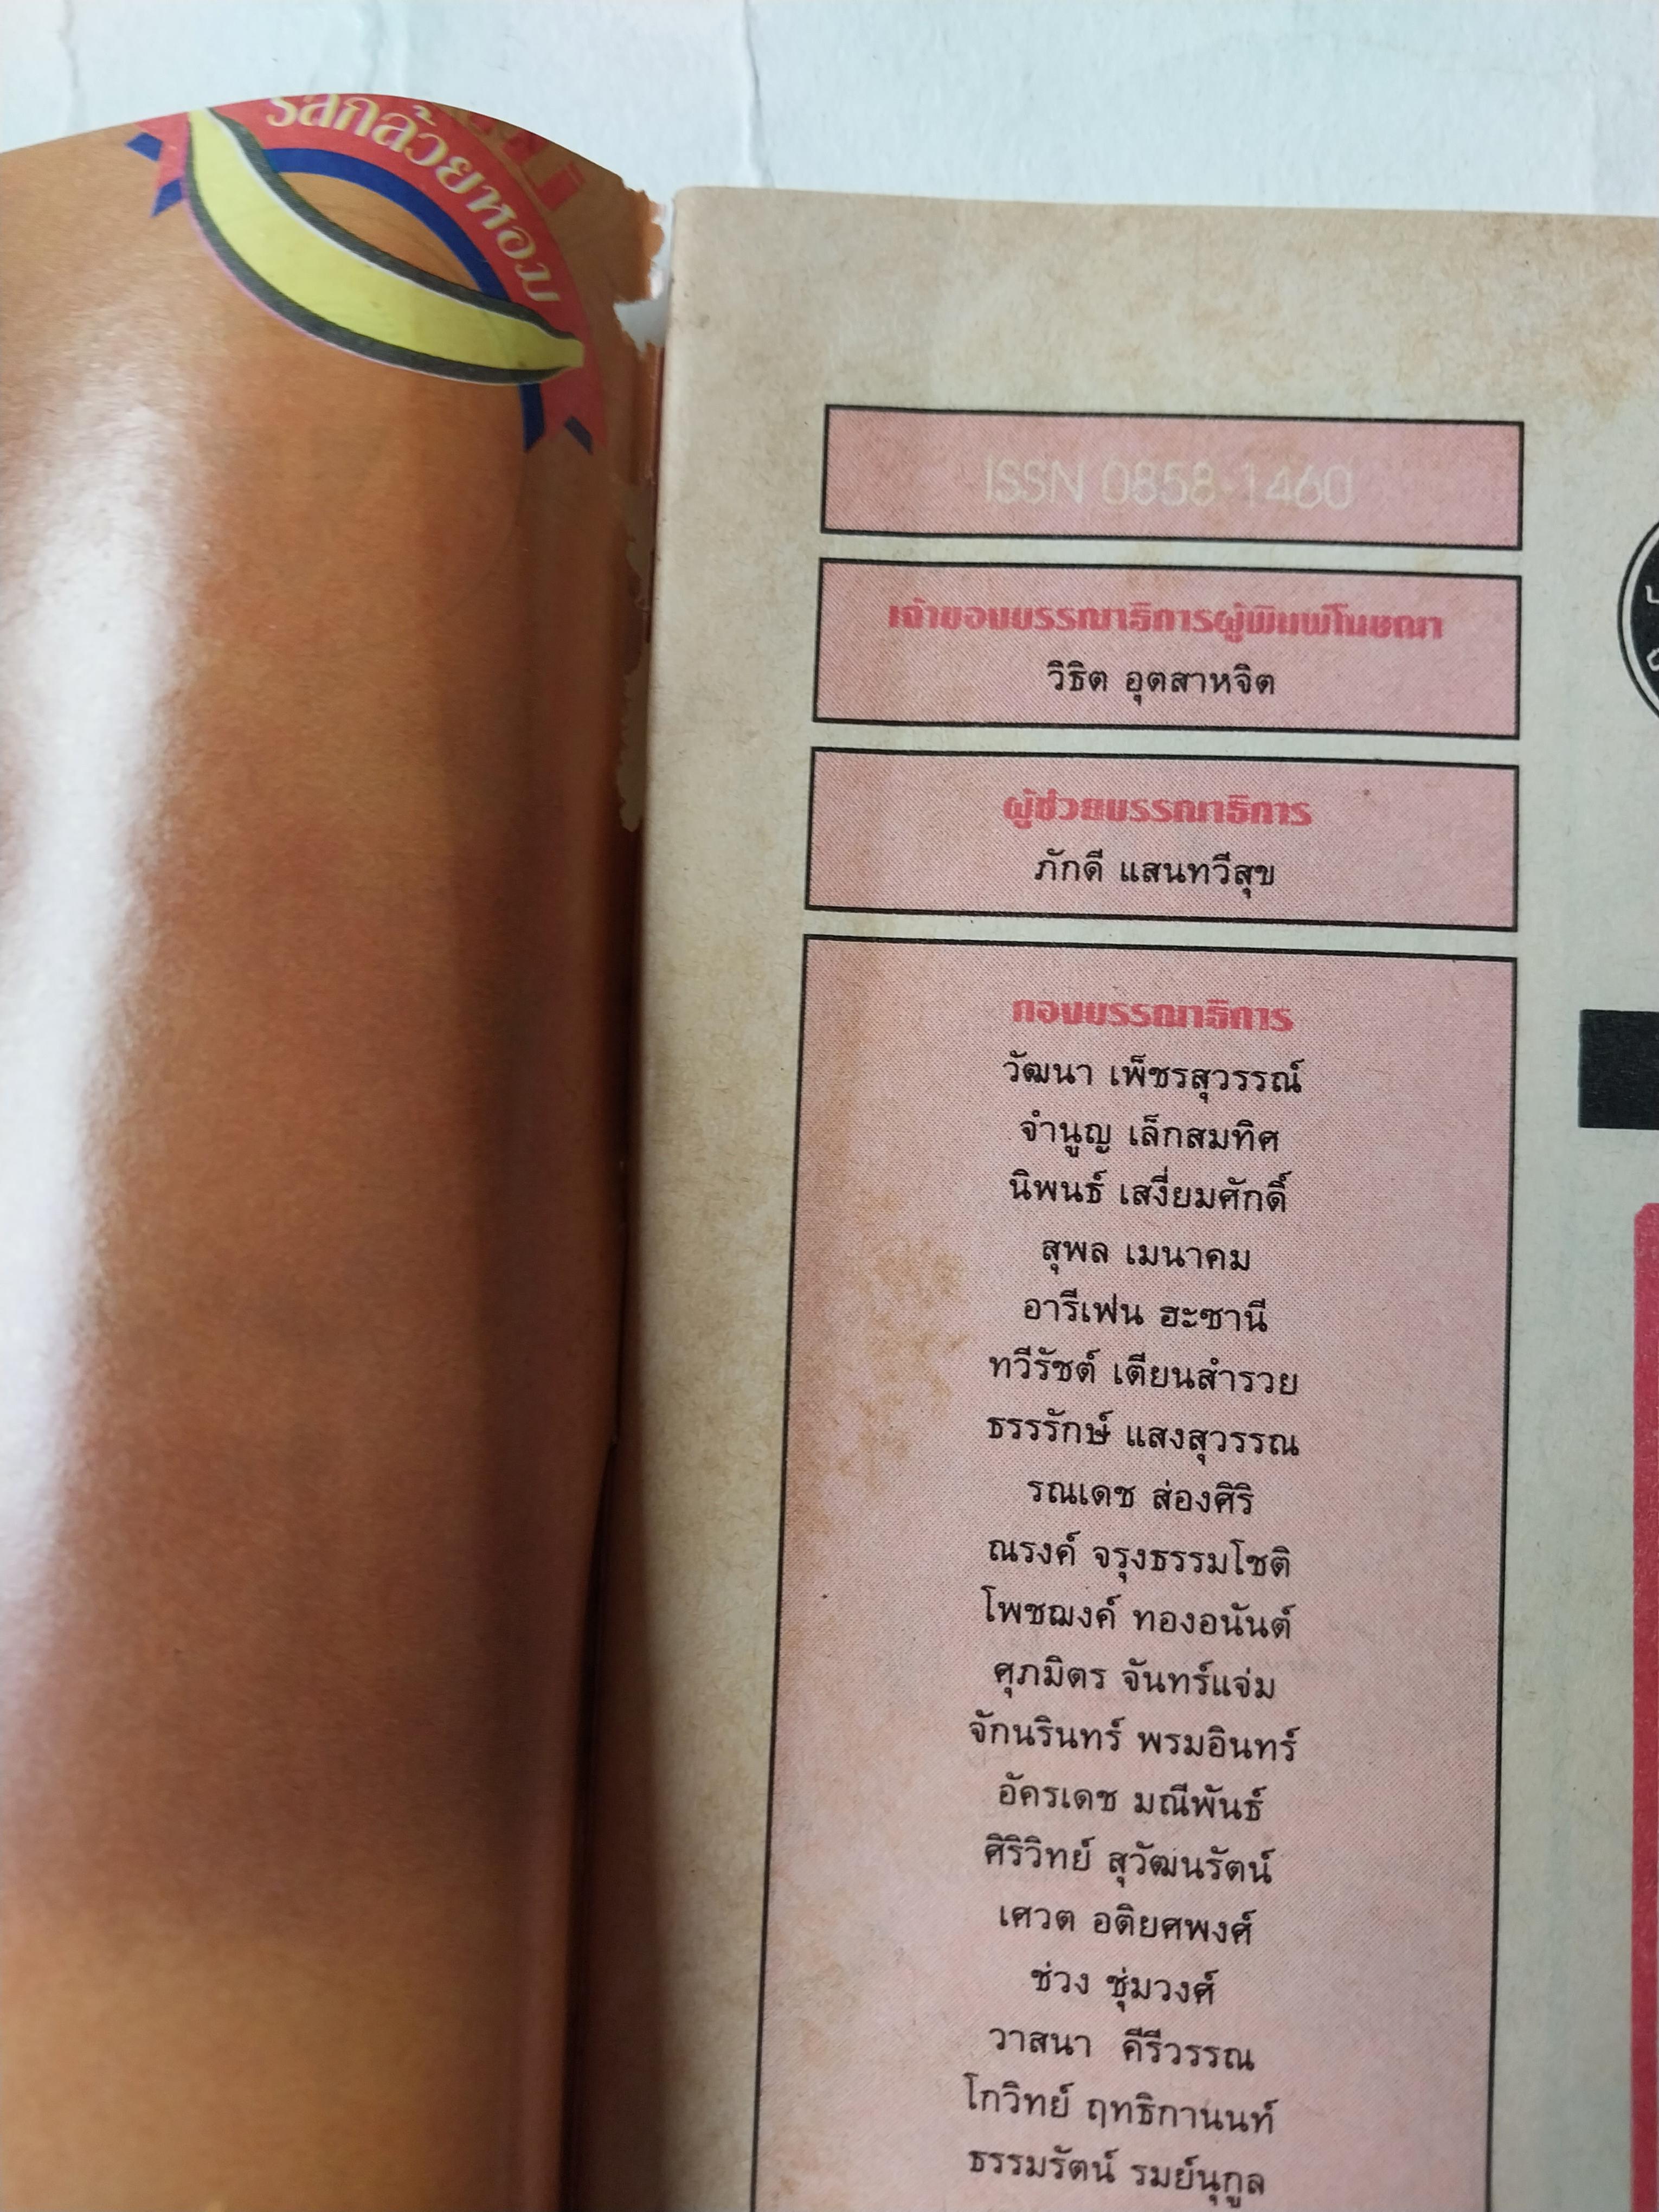 รสกล้วยหอม
ISSN 0858-1460
เจ้าของบรรณาธิการผู้พิมพ์โฆษณา
วิธิต อุตสาหจิต
ผู้ช่วยบรรณาธิการ
ภักดี แสนทวีสุข
กองบรรณาธิการ
วัฒนา เพ็ชรสุวรรณ์
จำนูญ เล็กสมทิศ
นิพนธ์ เสงี่ยมศักดิ์
สุพล เมนาคม
อารีเฟน ฮะซานี
ทวีรัชต์ เตียนสำรวย
ธรรรักษ์ แสงสุวรรณ
รณเดช ส่องศิริ
ณรงค์ จรุงธรรมโชติ
โพชฌงค์ ทองอนันต์
ศุภมิตร จันทร์แจ่ม
จักนรินทร์ พรมอินทร์
อัครเดช มณีพันธ์
ศิริวิทย์ สุวัฒนรัตน์
เศวต อติยศพงศ์
ช่วง ชุ่มวงศ์
วาสนา คีรีวรรณ
โกวิทย์ ฤทธิกานนท์
ธรรมรัตน์ รมย์นุกูล